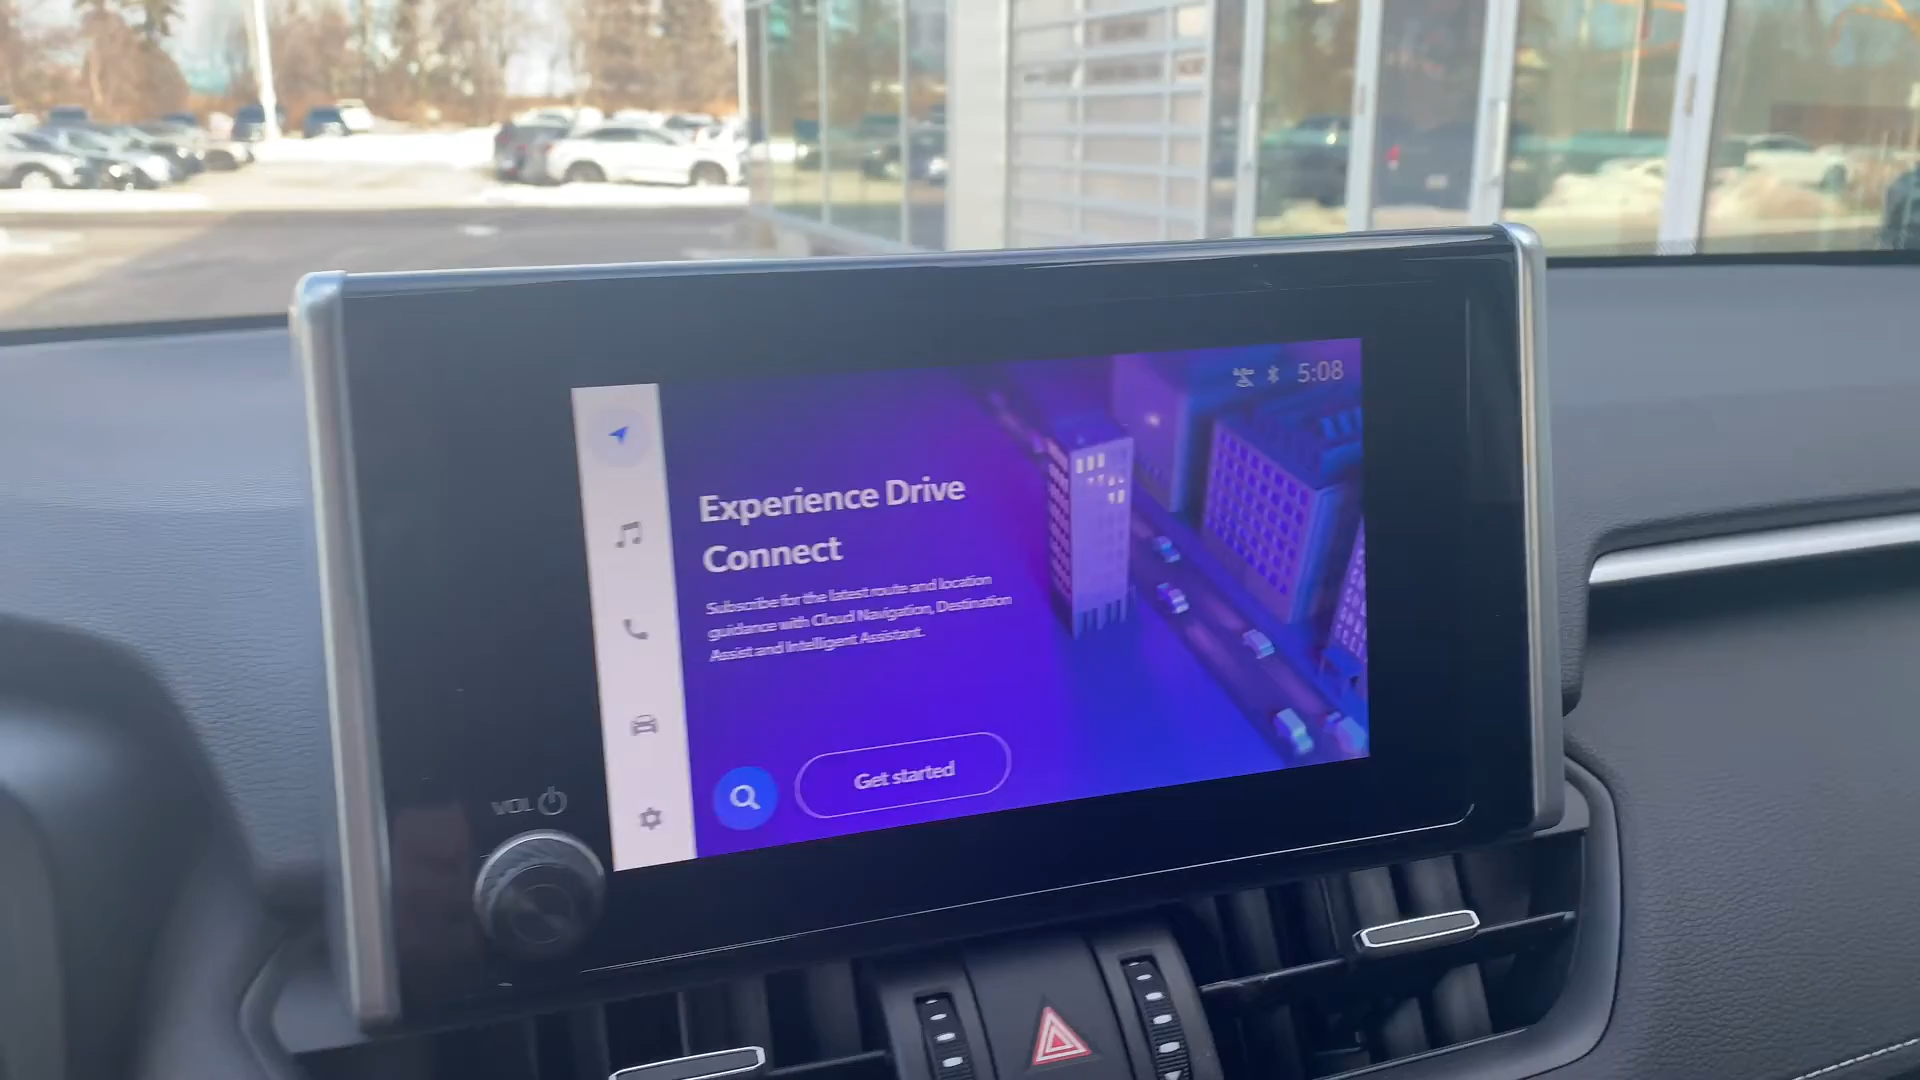 5:08
Experience Drive
Connect
Subscribe for the latest route and location
guidance with Cloud Navigation, Destination
Assist and Intelligent Assistant.
Get started
VOL